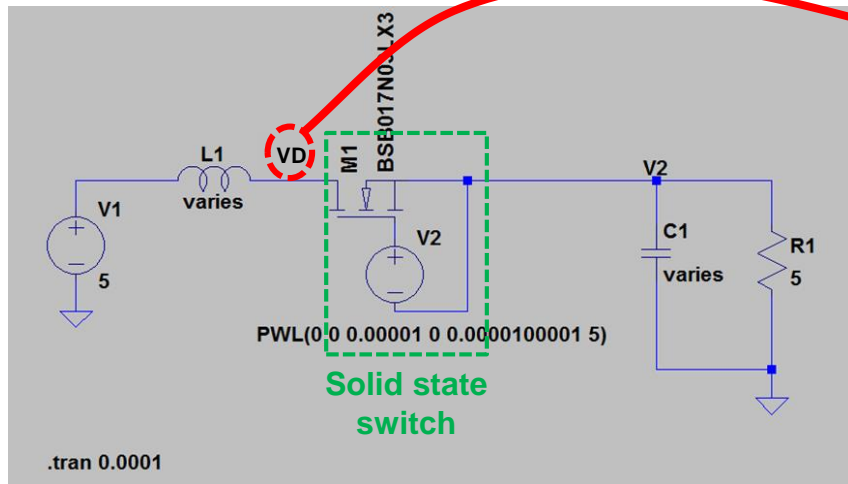 BSB017N03LX3
M1
VD
L1
varies
V1
5
V2
V2
C1
varies
R1
5
PWL(0 0 0.00001 0 0.0000100001 5)
Solid state
switch
.tran 0.0001